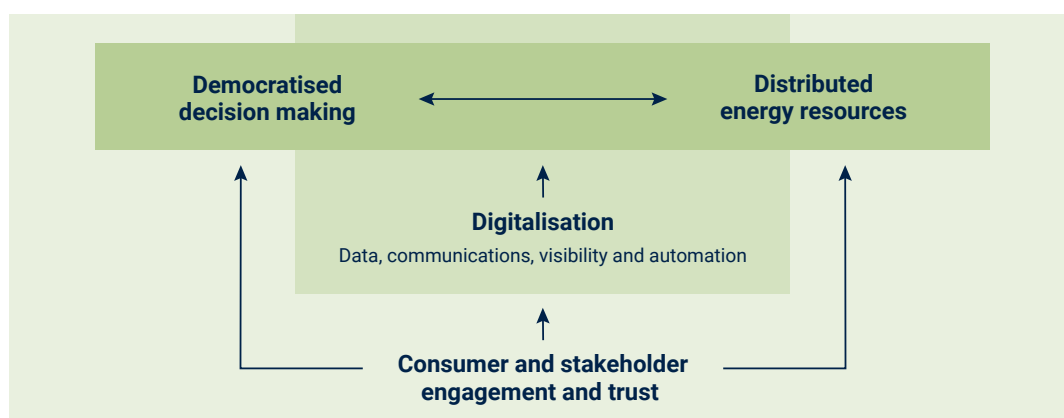 Democratised
decision making
Distributed
energy resources
Digitalisation
Data, communications, visibility and automation
Consumer and stakeholder
engagement and trust